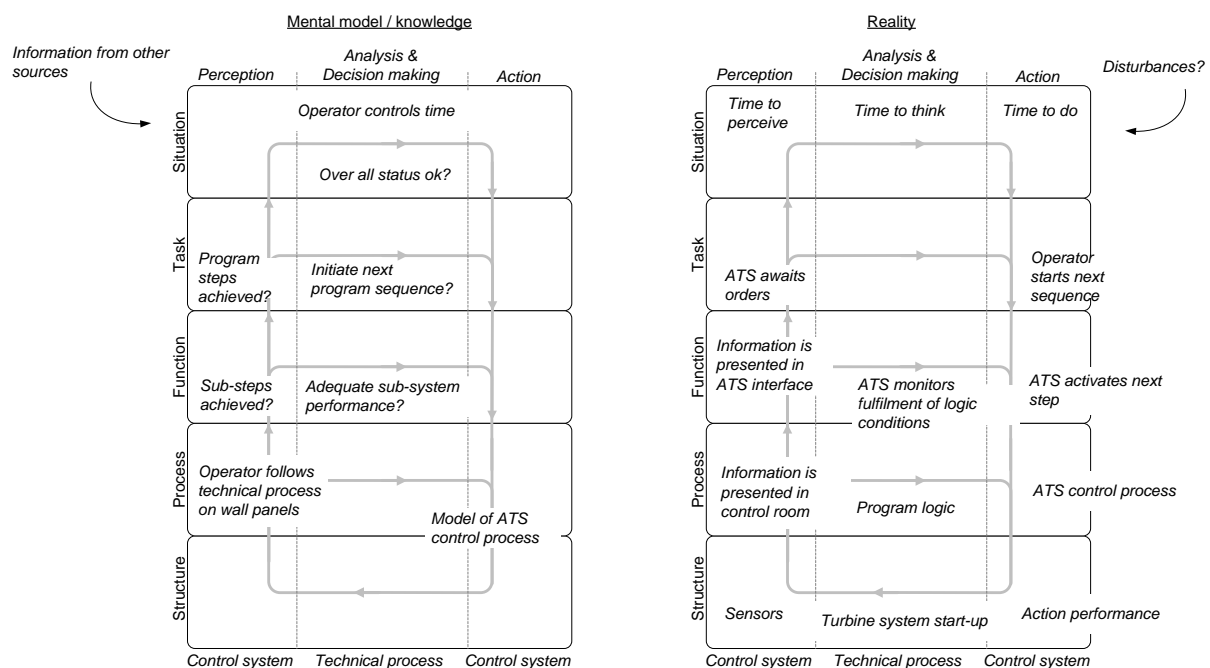 Mental model / knowledge
Information from other
sources
Perception
Analysis &
Decision making
Action
Situation
Operator controls time
Over all status ok?
Task
Program
steps
achieved?
Initiate next
program sequence?
Function
Sub-steps
achieved?
Adequate sub-system
performance?
Process
Operator follows
technical process
on wall panels
Model of ATS
control process
Structure
Control system
Technical process
Control system
Reality
Disturbances?
Perception
Analysis &
Decision making
Action
Situation
Time to
perceive
Time to think
Time to do
Task
ATS awaits
orders
Operator
starts next
sequence
Function
Information is
presented in
ATS interface
ATS monitors
fulfilment of logic
conditions
ATS activates next
step
Process
Information is
presented in
control room
Program logic
ATS control process
Structure
Sensors
Turbine system start-up
Action performance
Control system
Technical process
Control system